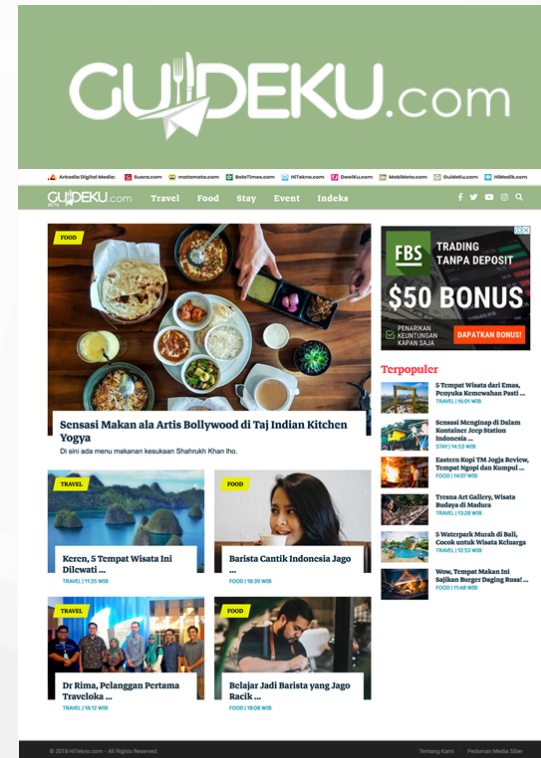 GUIDEKU.com
Arkadia Digital Media: Suara.com matamata.com BolaTimes.com HiTekno.com DewiKu.com MobiMoto.com GuideKu.com HiMedik.com
GUIDEKU.com Travel Food Stay Event Indeks
BETA
FOOD
Sensasi Makan ala Artis Bollywood di Taj Indian Kitchen
Yogya
Di sini ada menu makanan kesukaan Shahrukh Khan lho.
TRAVEL
Keren, 5 Tempat Wisata Ini
Dilewati ...
TRAVEL | 11:25 WIB
FOOD
Barista Cantik Indonesia Jago
...
FOOD | 18:39 WIB
TRAVEL
Dr Rima, Pelanggan Pertama
Traveloka ...
TRAVEL | 18:12 WIB
FOOD
Belajar Jadi Barista yang Jago
Racik ...
FOOD | 18:08 WIB
FBS
TRADING
TANPA DEPOSIT
$50 BONUS
PENARIKAN
KEUNTUNGAN
KAPAN SAJA
DAPATKAN BONUS!
Terpopuler
5 Tempat Wisata dari Emas,
Penyuka Kemewahan Pasti ...
TRAVEL | 16:01 WIB
Sensasi Menginap di Dalam
Kontainer Jeep Station
Indonesia ...
STAY | 14:53 WIB
Eastern Kopi TM Jogja Review,
Tempat Ngopi dan Kumpul ...
FOOD | 14:07 WIB
Tresna Art Gallery, Wisata
Budaya di Madura
TRAVEL | 13:28 WIB
5 Waterpark Murah di Bali,
Cocok untuk Wisata Keluarga
TRAVEL | 12:53 WIB
Wow, Tempat Makan Ini
Sajikan Burger Daging Rusa! ...
FOOD | 11:48 WIB
© 2018 HiTekno.com - All Rights Reserved.
Tentang Kami
Pedoman Media Siber